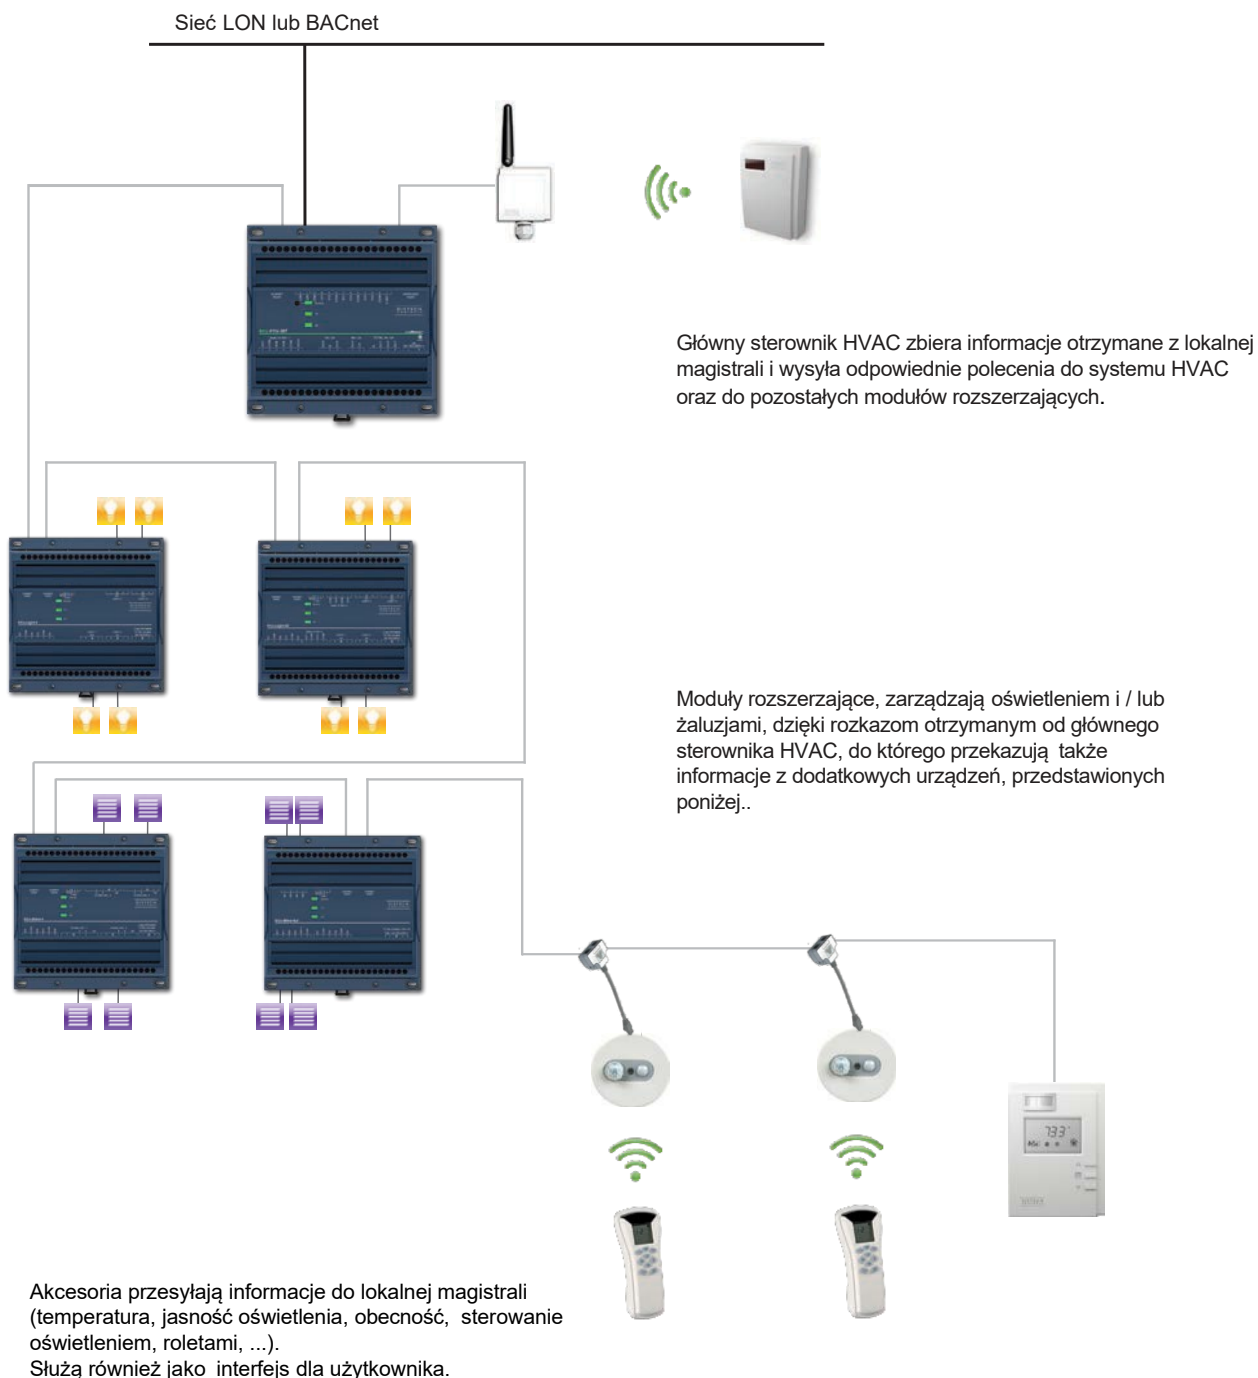 Sieć LON lub BACnet
Główny sterownik HVAC zbiera informacje otrzymane z lokalnej
magistrali i wysyła odpowiednie polecenia do systemu HVAC
oraz do pozostałych modułów rozszerzających.
Moduły rozszerzające, zarządzają oświetleniem i / lub
żaluzjami, dzięki rozkazom otrzymanym od głównego
sterownika HVAC, do którego przekazują także
informacje z dodatkowych urządzeń, przedstawionych
poniżej..
Akcesoria przesyłają informacje do lokalnej magistrali
(temperatura, jasność oświetlenia, obecność, sterowanie
oświetleniem, roletami, ...).
Służą również jako interfejs dla użytkownika.